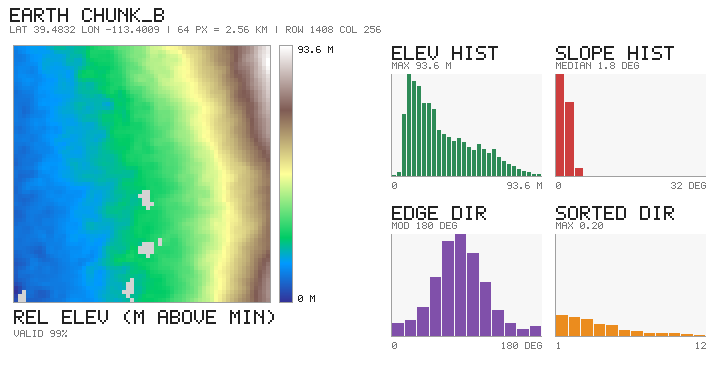 EARTH CHUNK_B
LAT 39.4832 LON -113.4009 | 64 PX = 2.56 KM | ROW 1408 COL 256
93.6 M
0 M
REL ELEV (M ABOVE MIN)
VALID 99%
ELEV HIST
MAX 93.6 M
0 93.6 M
SLOPE HIST
MEDIAN 1.8 DEG
0 32 DEG
EDGE DIR
MOD 180 DEG
0 180 DEG
SORTED DIR
MAX 0.20
1 12